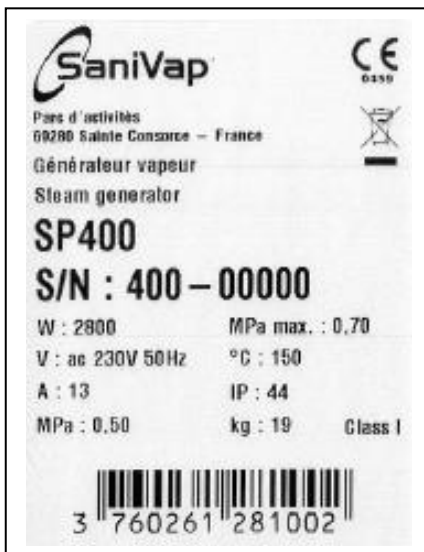 SaniVap
CE
0459
Parc d'activités
69280 Sainte Consorce – France
Générateur vapeur
Steam generator
SP400
S/N : 400 – 00000
W : 2800 MPa max. : 0,70
V : ac 230V 50Hz °C : 150
A : 13 IP : 44
MPa : 0,50 kg : 19 Class I
3 760261 281002